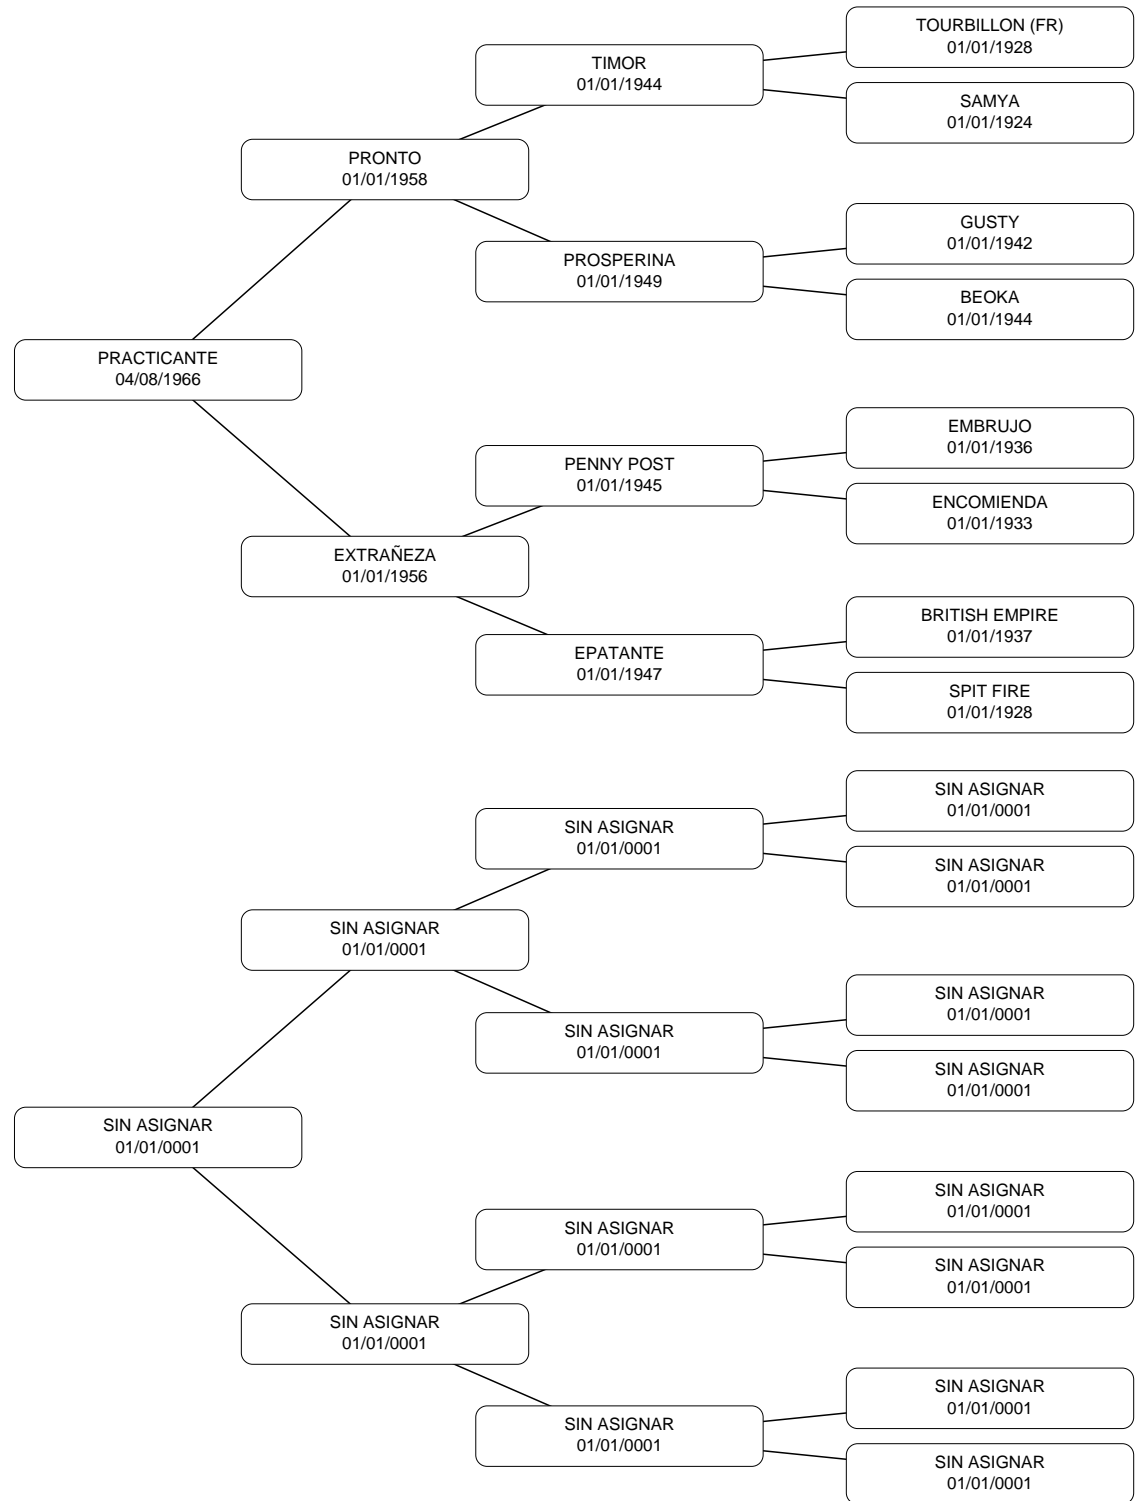 TOURBILLON (FR)
01/01/1928
TIMOR
01/01/1944
SAMYA
01/01/1924
PRONTO
01/01/1958
GUSTY
01/01/1942
PROSPERINA
01/01/1949
BEOKA
01/01/1944
PRACTICANTE
04/08/1966
EMBRUJO
01/01/1936
PENNY POST
01/01/1945
ENCOMIENDA
01/01/1933
EXTRAÑEZA
01/01/1956
BRITISH EMPIRE
01/01/1937
EPATANTE
01/01/1947
SPIT FIRE
01/01/1928
SIN ASIGNAR
01/01/0001
SIN ASIGNAR
01/01/0001
SIN ASIGNAR
01/01/0001
SIN ASIGNAR
01/01/0001
SIN ASIGNAR
01/01/0001
SIN ASIGNAR
01/01/0001
SIN ASIGNAR
01/01/0001
SIN ASIGNAR
01/01/0001
SIN ASIGNAR
01/01/0001
SIN ASIGNAR
01/01/0001
SIN ASIGNAR
01/01/0001
SIN ASIGNAR
01/01/0001
SIN ASIGNAR
01/01/0001
SIN ASIGNAR
01/01/0001
SIN ASIGNAR
01/01/0001